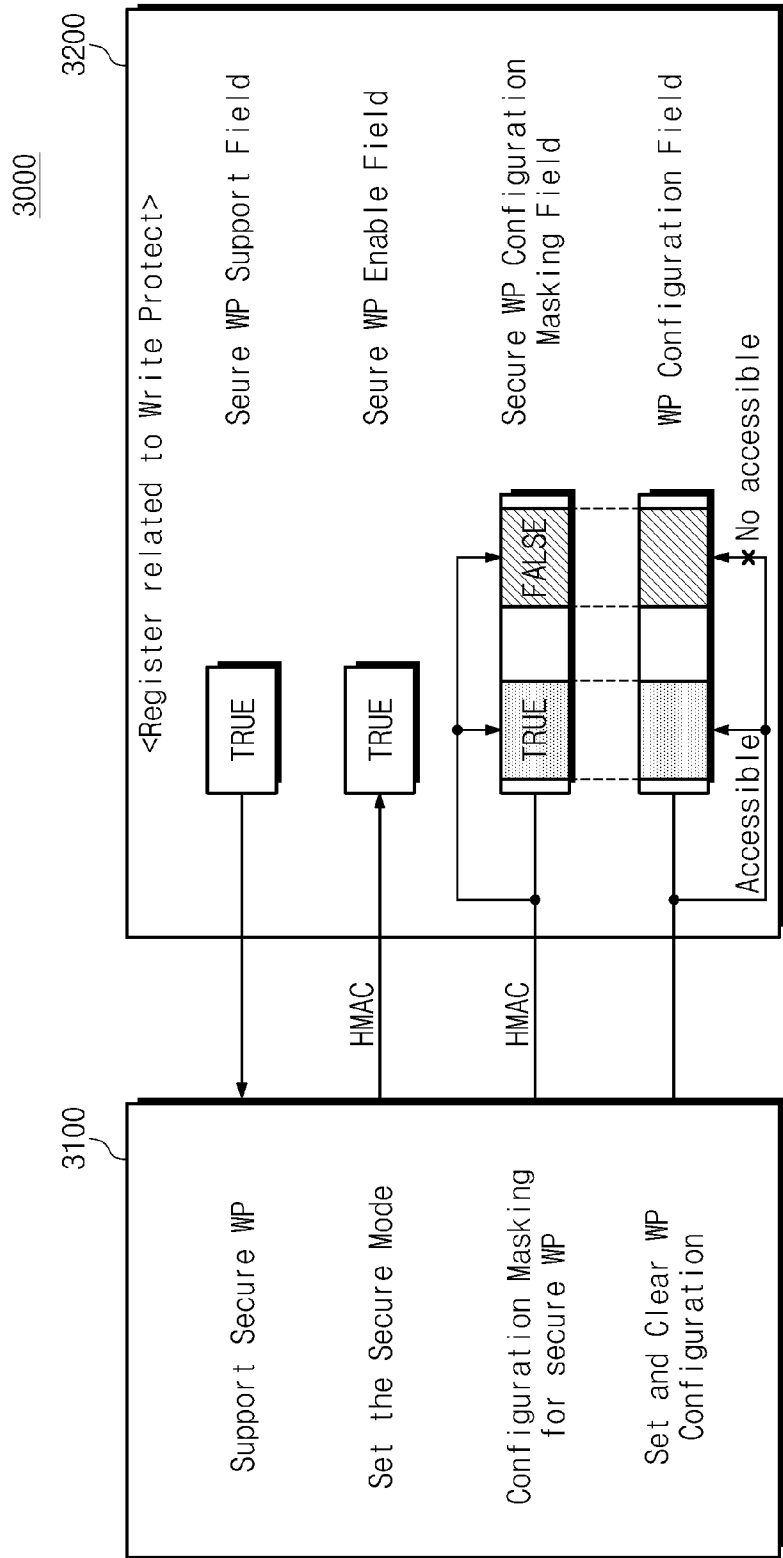 3000
3100
Support Secure WP
Set the Secure Mode
Configuration Masking
for secure WP
Set and Clear WP
Configuration
HMAC
HMAC
3200
<Register related to Write Protect>
TRUE
Seure WP Support Field
TRUE
Seure WP Enable Field
TRUE
FALSE
Secure WP Configuration
Masking Field
WP Configuration Field
Accessible
No accessible